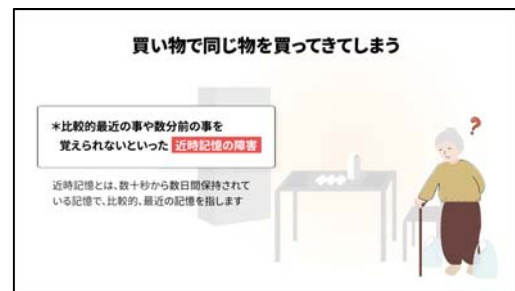 買い物で同じ物を買ってきてしまう
＊比較的最近の事や数分前の事を
覚えられないといった 近時記憶の障害
近時記憶とは、数十秒から数日間保持されて
いる記憶で、比較的、最近の記憶を指します
?